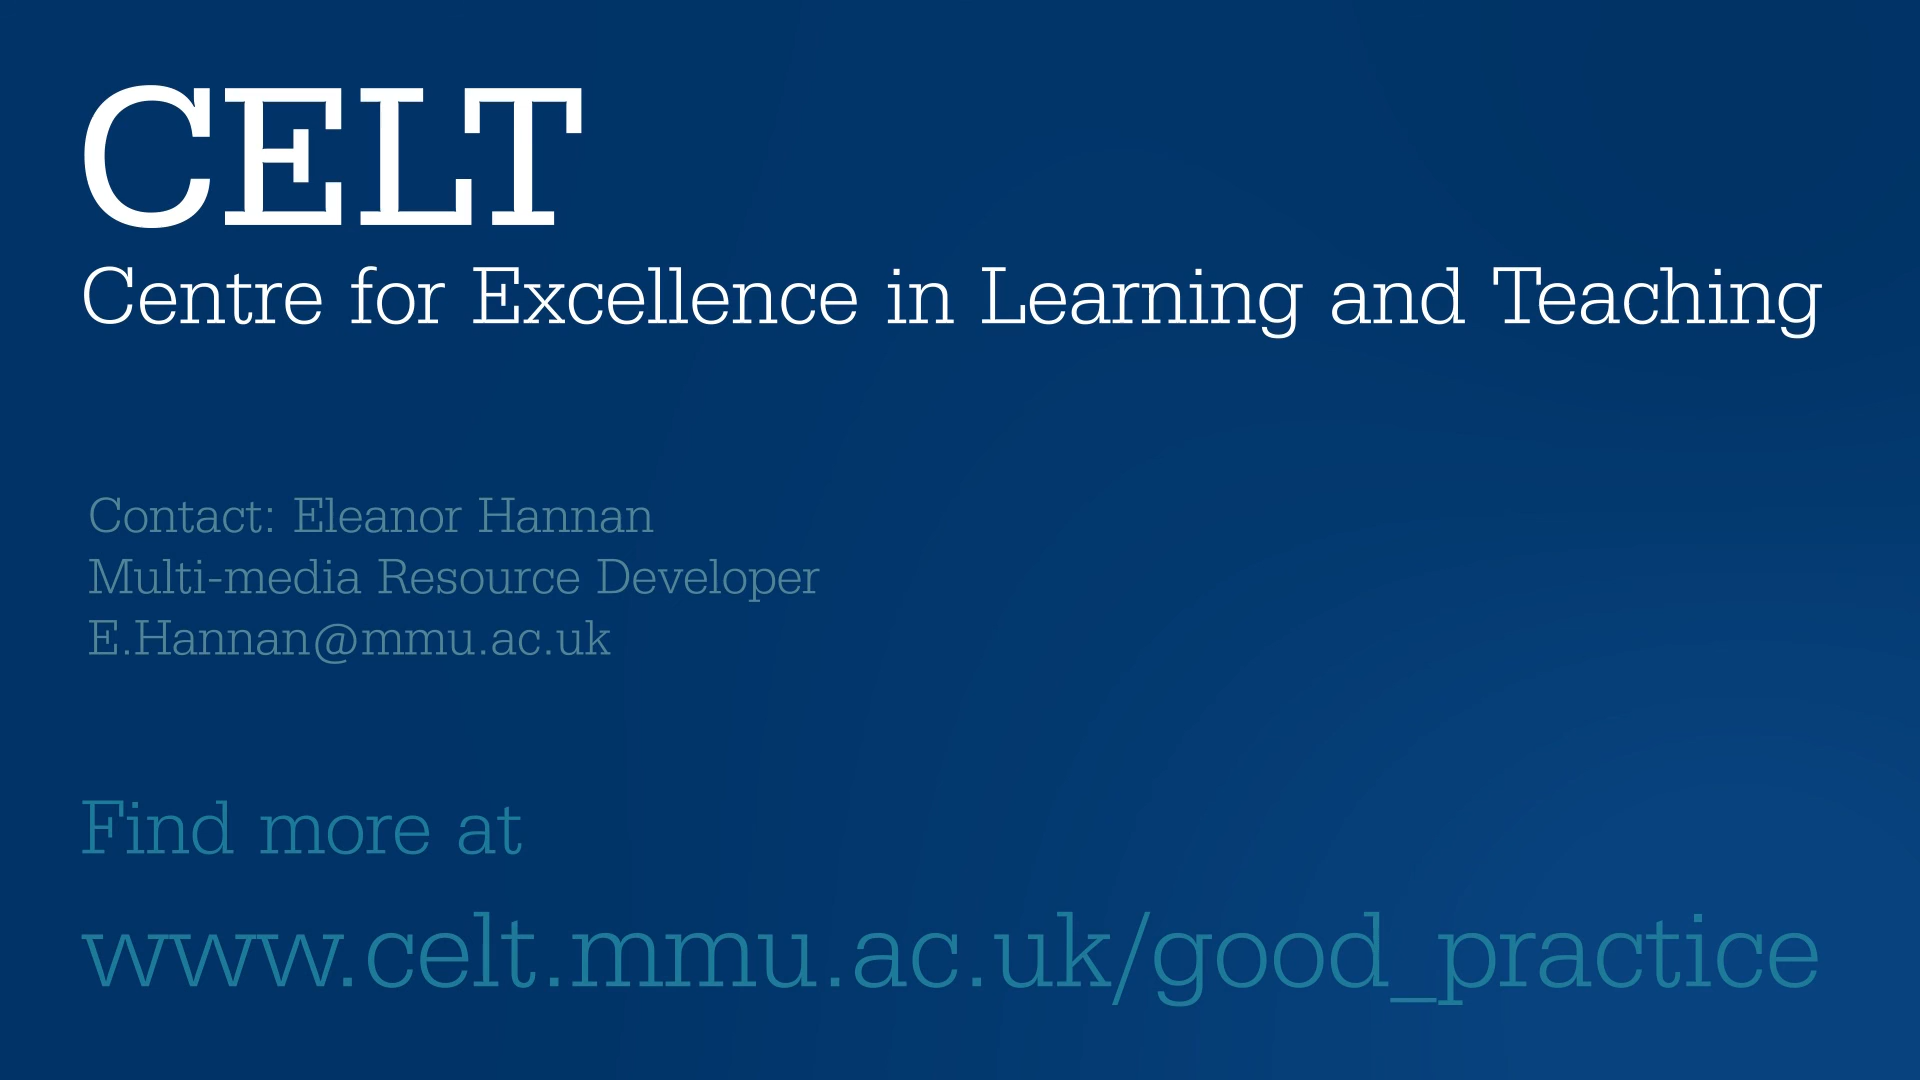 CELT
Centre for Excellence in Learning and Teaching
Contact: Eleanor Hannan
Multi-media Resource Developer
E.Hannan@mmu.ac.uk
Find more at
www.celt.mmu.ac.uk/good_practice